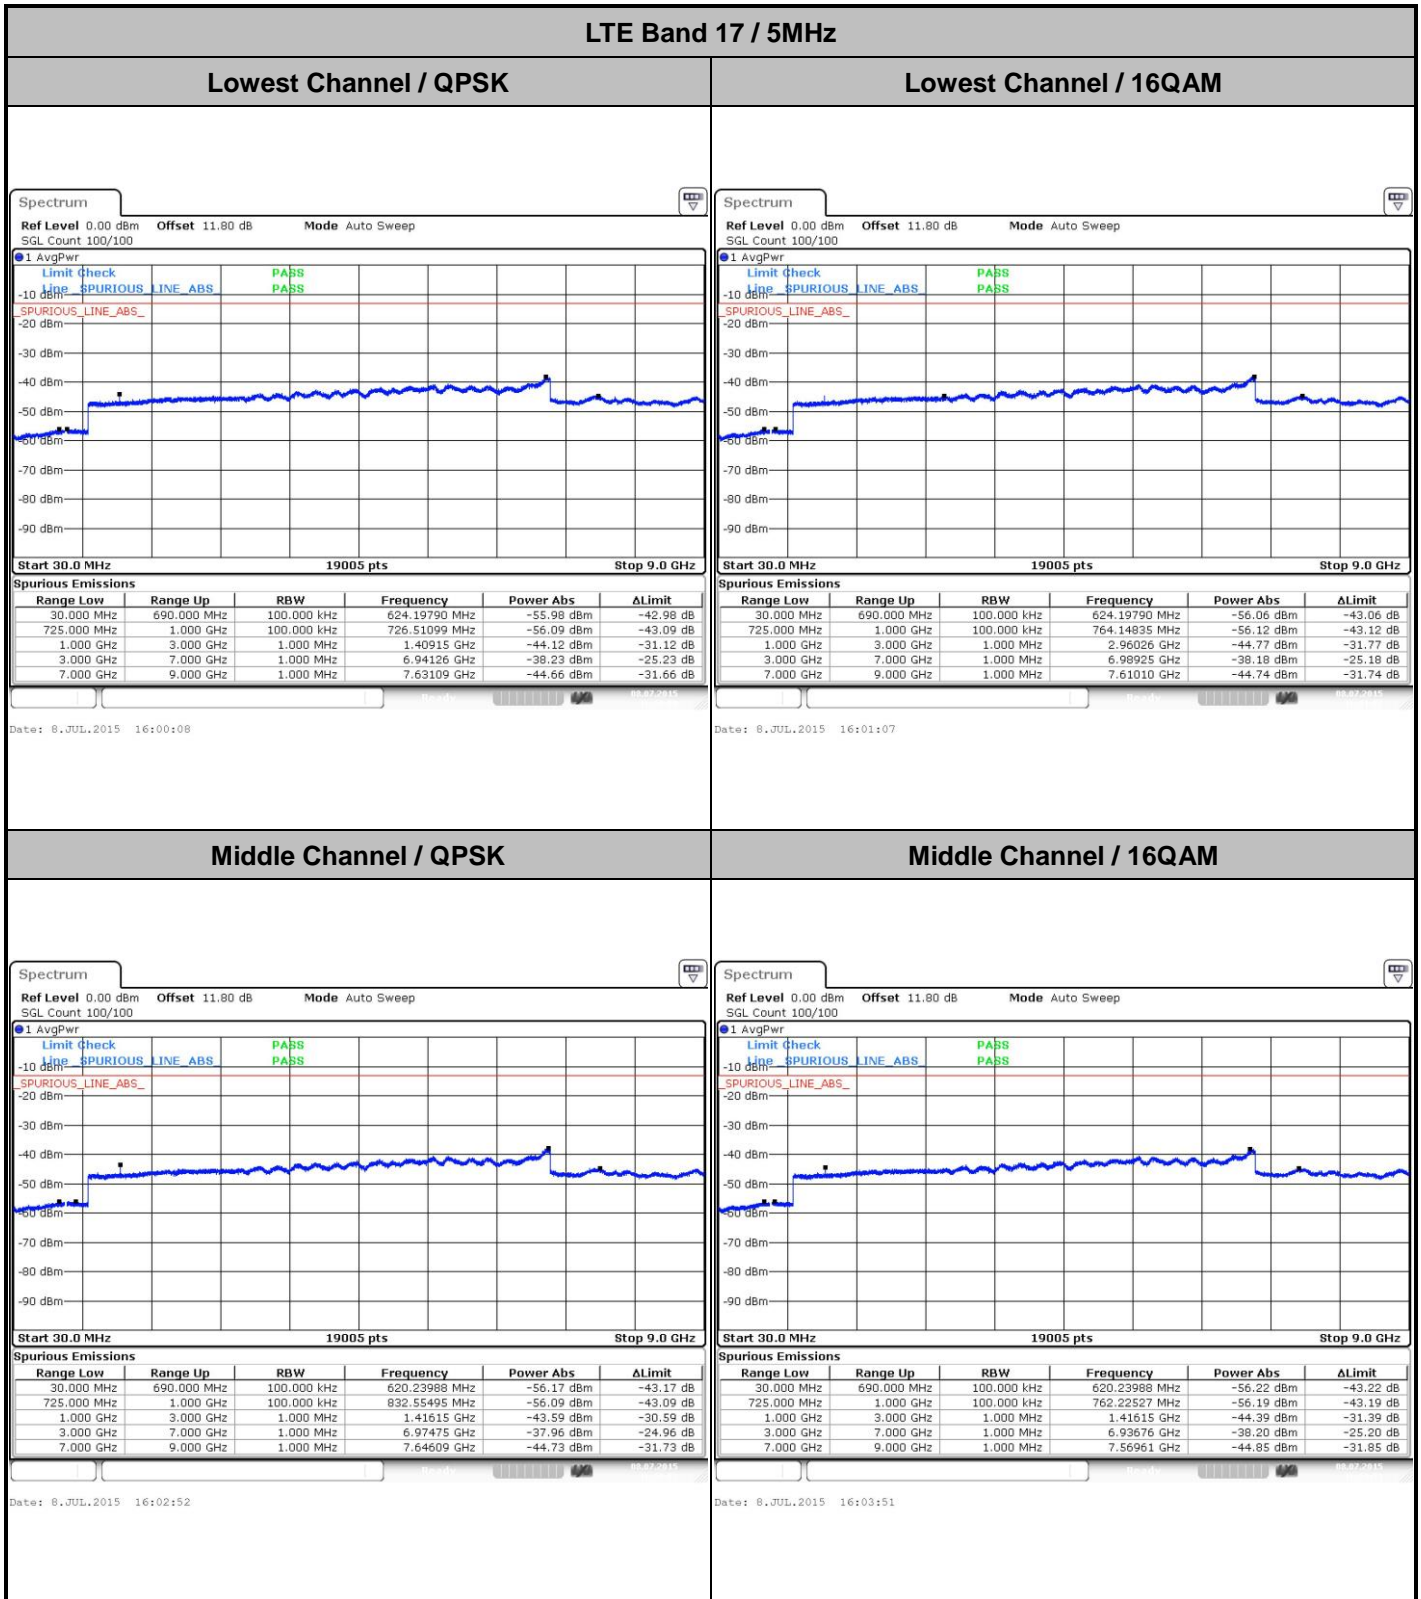 LTE Band 17 / 5MHz
Lowest Channel / QPSK
Lowest Channel / 16QAM
Spectrum
Ref Level 0.00 dBm Offset 11.80 dB Mode Auto Sweep
SGL Count 100/100
1 AvgPwr
Limit Check PASS
Line _SPURIOUS_LINE_ABS_ PASS
-10 dBm
_SPURIOUS_LINE_ABS_
-20 dBm
-30 dBm
-40 dBm
-50 dBm
-60 dBm
-70 dBm
-80 dBm
-90 dBm
Start 30.0 MHz 19005 pts Stop 9.0 GHz
Spurious Emissions
Range Low Range Up RBW Frequency Power Abs ΔLimit
30.000 MHz 690.000 MHz 100.000 kHz 624.19790 MHz -55.98 dBm -42.98 dB
725.000 MHz 1.000 GHz 100.000 kHz 726.51099 MHz -56.09 dBm -43.09 dB
1.000 GHz 3.000 GHz 1.000 MHz 1.40915 GHz -44.12 dBm -31.12 dB
3.000 GHz 7.000 GHz 1.000 MHz 6.94126 GHz -38.23 dBm -25.23 dB
7.000 GHz 9.000 GHz 1.000 MHz 7.63109 GHz -44.66 dBm -31.66 dB
Date: 8.JUL.2015 16:00:08
Spectrum
Ref Level 0.00 dBm Offset 11.80 dB Mode Auto Sweep
SGL Count 100/100
1 AvgPwr
Limit Check PASS
Line _SPURIOUS_LINE_ABS_ PASS
-10 dBm
_SPURIOUS_LINE_ABS_
-20 dBm
-30 dBm
-40 dBm
-50 dBm
-60 dBm
-70 dBm
-80 dBm
-90 dBm
Start 30.0 MHz 19005 pts Stop 9.0 GHz
Spurious Emissions
Range Low Range Up RBW Frequency Power Abs ΔLimit
30.000 MHz 690.000 MHz 100.000 kHz 624.19790 MHz -56.06 dBm -43.06 dB
725.000 MHz 1.000 GHz 100.000 kHz 764.14835 MHz -56.12 dBm -43.12 dB
1.000 GHz 3.000 GHz 1.000 MHz 2.96026 GHz -44.77 dBm -31.77 dB
3.000 GHz 7.000 GHz 1.000 MHz 6.98925 GHz -38.18 dBm -25.18 dB
7.000 GHz 9.000 GHz 1.000 MHz 7.61010 GHz -44.74 dBm -31.74 dB
Date: 8.JUL.2015 16:01:07
Middle Channel / QPSK
Middle Channel / 16QAM
Spectrum
Ref Level 0.00 dBm Offset 11.80 dB Mode Auto Sweep
SGL Count 100/100
1 AvgPwr
Limit Check PASS
Line _SPURIOUS_LINE_ABS_ PASS
-10 dBm
_SPURIOUS_LINE_ABS_
-20 dBm
-30 dBm
-40 dBm
-50 dBm
-60 dBm
-70 dBm
-80 dBm
-90 dBm
Start 30.0 MHz 19005 pts Stop 9.0 GHz
Spurious Emissions
Range Low Range Up RBW Frequency Power Abs ΔLimit
30.000 MHz 690.000 MHz 100.000 kHz 620.23988 MHz -56.17 dBm -43.17 dB
725.000 MHz 1.000 GHz 100.000 kHz 832.55495 MHz -56.09 dBm -43.09 dB
1.000 GHz 3.000 GHz 1.000 MHz 1.41615 GHz -43.59 dBm -30.59 dB
3.000 GHz 7.000 GHz 1.000 MHz 6.97475 GHz -37.96 dBm -24.96 dB
7.000 GHz 9.000 GHz 1.000 MHz 7.64609 GHz -44.73 dBm -31.73 dB
Date: 8.JUL.2015 16:02:52
Spectrum
Ref Level 0.00 dBm Offset 11.80 dB Mode Auto Sweep
SGL Count 100/100
1 AvgPwr
Limit Check PASS
Line _SPURIOUS_LINE_ABS_ PASS
-10 dBm
_SPURIOUS_LINE_ABS_
-20 dBm
-30 dBm
-40 dBm
-50 dBm
-60 dBm
-70 dBm
-80 dBm
-90 dBm
Start 30.0 MHz 19005 pts Stop 9.0 GHz
Spurious Emissions
Range Low Range Up RBW Frequency Power Abs ΔLimit
30.000 MHz 690.000 MHz 100.000 kHz 620.23988 MHz -56.22 dBm -43.22 dB
725.000 MHz 1.000 GHz 100.000 kHz 762.22527 MHz -56.19 dBm -43.19 dB
1.000 GHz 3.000 GHz 1.000 MHz 1.41615 GHz -44.39 dBm -31.39 dB
3.000 GHz 7.000 GHz 1.000 MHz 6.93676 GHz -38.20 dBm -25.20 dB
7.000 GHz 9.000 GHz 1.000 MHz 7.56961 GHz -44.85 dBm -31.85 dB
Date: 8.JUL.2015 16:03:51